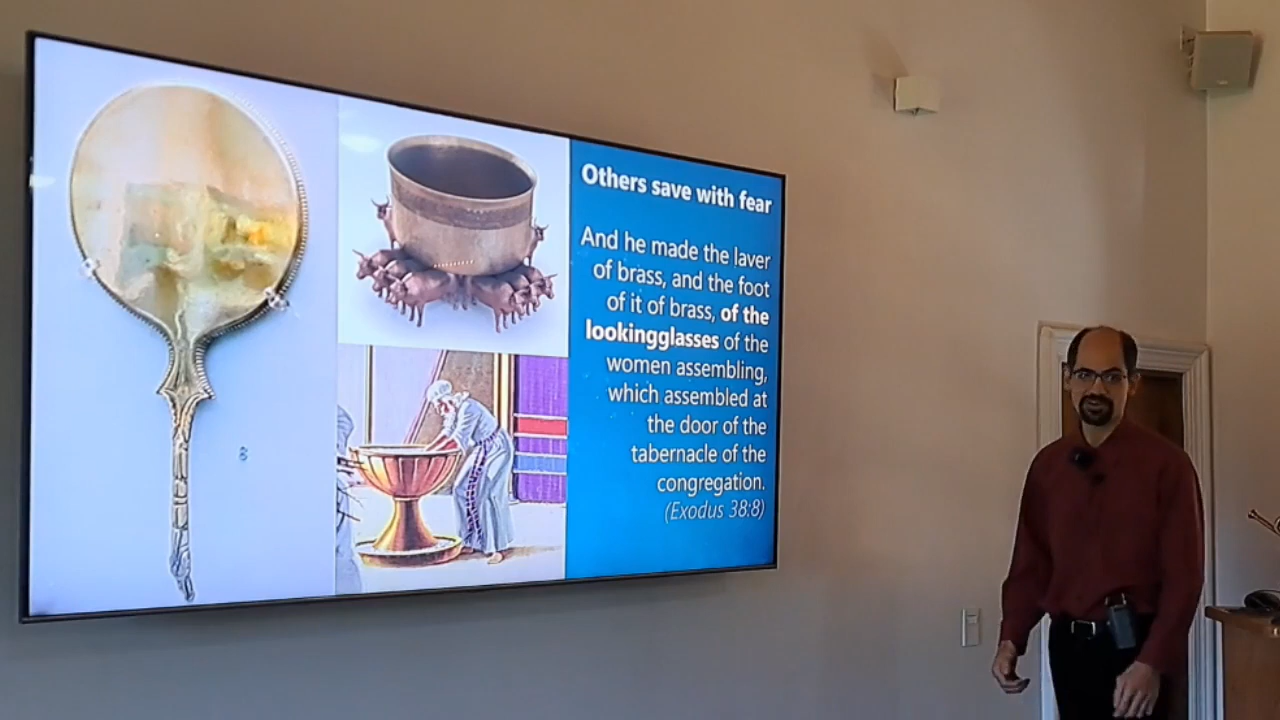 Others save with fear
And he made the laver
of brass, and the foot
of it of brass, of the
lookingglasses of the
women assembling,
which assembled at
the door of the
tabernacle of the
congregation.
(Exodus 38:8)